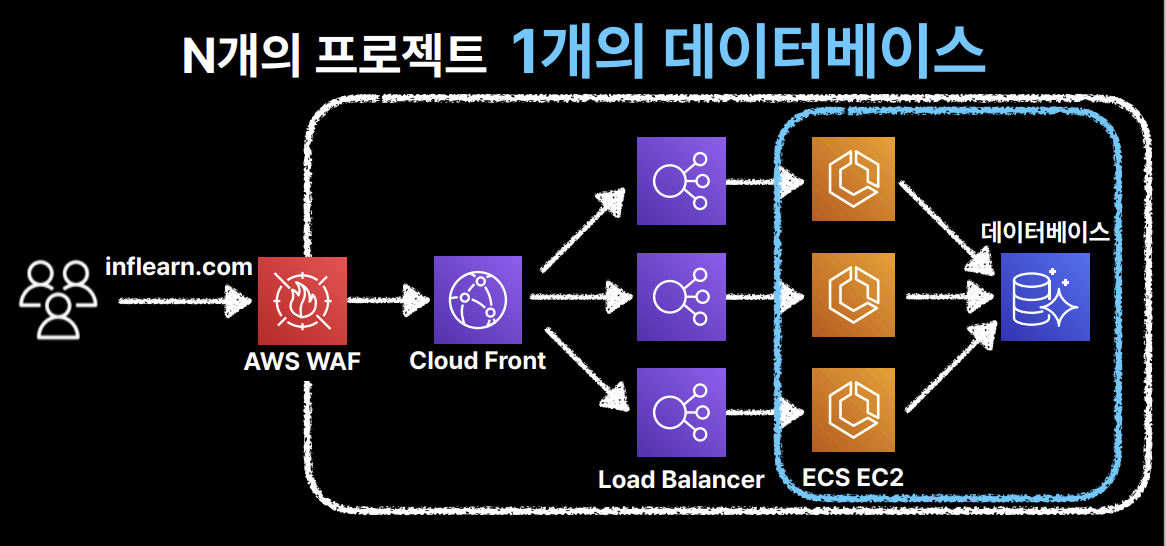 N개의 프로젝트 1개의 데이터베이스
데이터베이스
inflearn.com
AWS WAF
Cloud Front
Load Balancer
ECS EC2